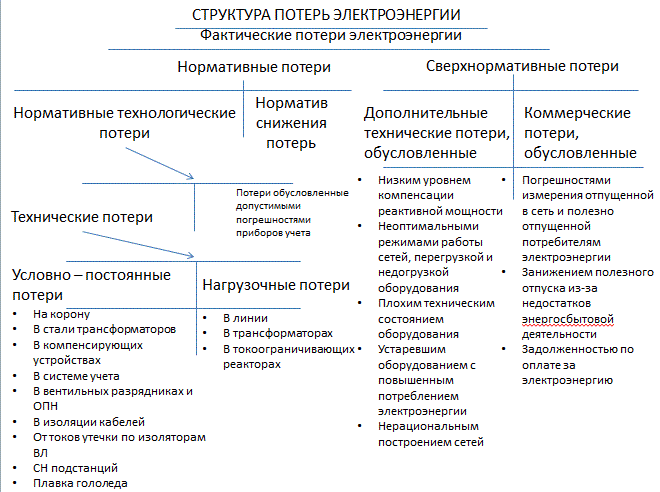 СТРУКТУРА ПОТЕРЬ ЭЛЕКТРОЭНЕРГИИ
Фактические потери электроэнергии
Нормативные потери
Сверхнормативные потери
Нормативные технологические
потери
Норматив
снижения
потерь
Дополнительные
технические потери,
обусловленные
Коммерческие
потери,
обусловленные
Технические потери
Потери обусловленные
допустимыми
погрешностями
приборов учета
Условно – постоянные
потери
• На корону
• В стали трансформаторов
• В компенсирующих
устройствах
• В системе учета
• В вентильных разрядниках и
ОПН
• В изоляции кабелей
• От токов утечки по изоляторам
ВЛ
• СН подстанций
• Плавка гололеда
Нагрузочные потери
• В линии
• В трансформаторах
• В токоограничивающих
реакторах
• Низким уровнем
компенсации
реактивной мощности
• Неоптимальными
режимами работы
сетей, перегрузкой и
недогрузкой
оборудования
• Плохим техническим
состоянием
оборудования
• Устаревшим
оборудованием с
повышенным
потреблением
электроэнергии
• Нерациональным
построением сетей
• Погрешностями
измерения отпущенной
в сеть и полезно
отпущенной
потребителям
электроэнергии
• Занижением полезного
отпуска из-за
недостатков
энергосбытовой
деятельности
• Задолженностью по
оплате за
электроэнергию